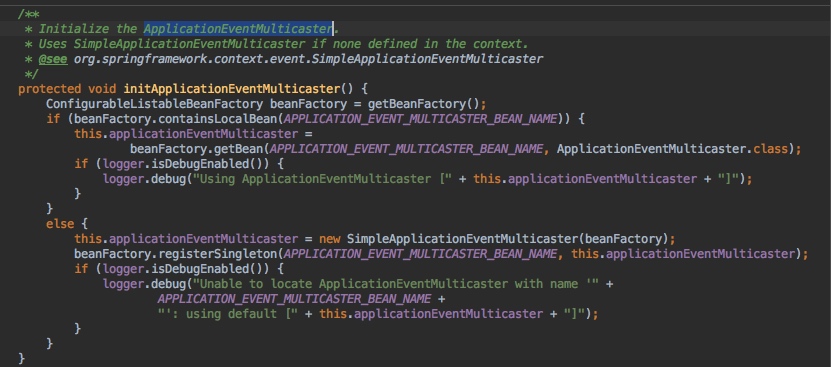 /**
 * Initialize the ApplicationEventMulticaster.
 * Uses SimpleApplicationEventMulticaster if none defined in the context.
 * @see org.springframework.context.event.SimpleApplicationEventMulticaster
 */
protected void initApplicationEventMulticaster() {
    ConfigurableListableBeanFactory beanFactory = getBeanFactory();
    if (beanFactory.containsLocalBean(APPLICATION_EVENT_MULTICASTER_BEAN_NAME)) {
        this.applicationEventMulticaster =
                beanFactory.getBean(APPLICATION_EVENT_MULTICASTER_BEAN_NAME, ApplicationEventMulticaster.class);
        if (logger.isDebugEnabled()) {
            logger.debug("Using ApplicationEventMulticaster [" + this.applicationEventMulticaster + "]");
        }
    }
    else {
        this.applicationEventMulticaster = new SimpleApplicationEventMulticaster(beanFactory);
        beanFactory.registerSingleton(APPLICATION_EVENT_MULTICASTER_BEAN_NAME, this.applicationEventMulticaster);
        if (logger.isDebugEnabled()) {
            logger.debug("Unable to locate ApplicationEventMulticaster with name '" +
                    APPLICATION_EVENT_MULTICASTER_BEAN_NAME +
                    "': using default [" + this.applicationEventMulticaster + "]");
        }
    }
}